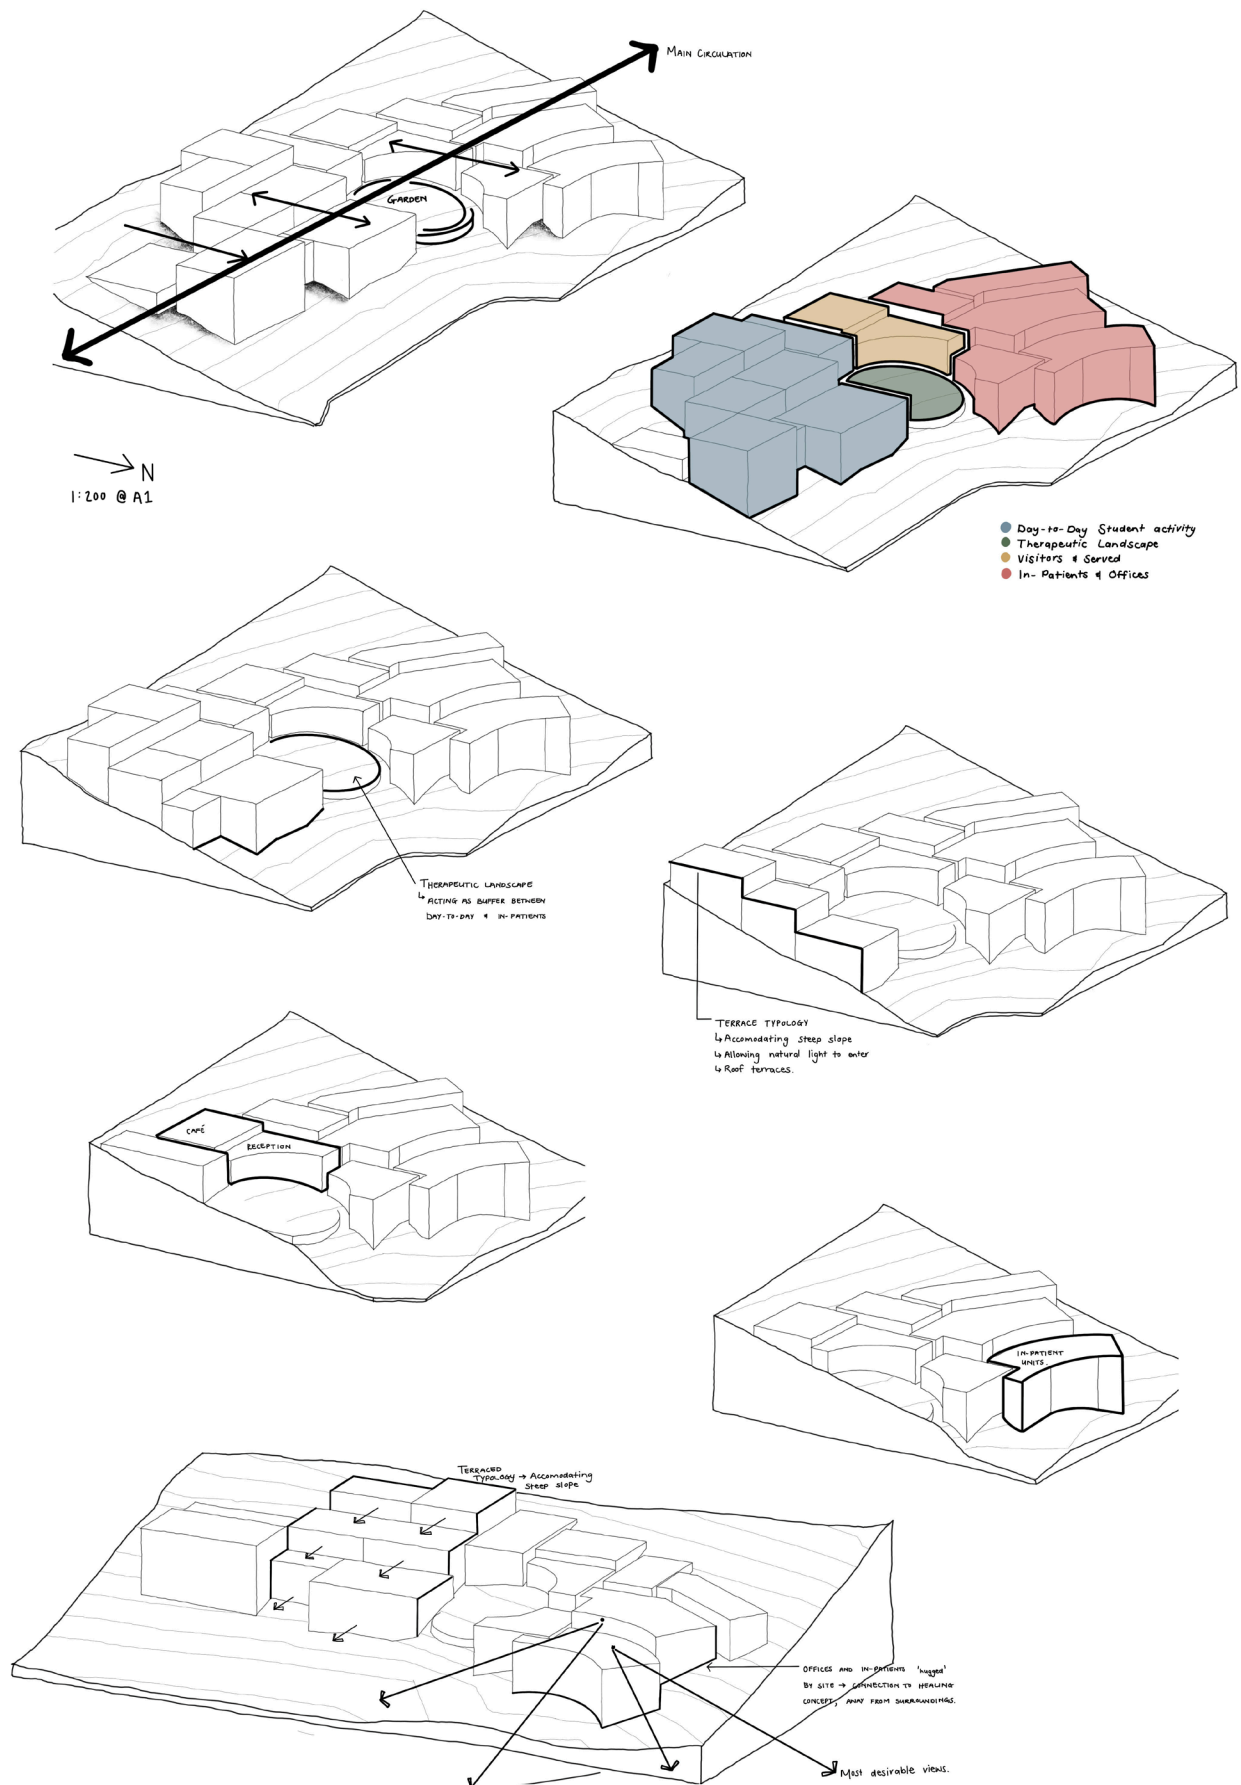 MAIN CIRCULATION
GARDEN
N
1:200 @ A1
Day-to-Day Student activity
Therapeutic Landscape
Visitors & Served
In-Patients & Offices
THERAPEUTIC LANDSCAPE
↳ ACTING AS BUFFER BETWEEN
DAY-TO-DAY & IN-PATIENTS
TERRACE TYPOLOGY
↳ Accomodating steep slope
↳ Allowing natural light to enter
↳ Roof terraces.
CAFÉ
RECEPTION
IN-PATIENT
UNITS.
TERRACED
TYPOLOGY → Accomodating
steep slope
OFFICES AND IN-PATIENTS 'hugged'
BY SITE → CONNECTION TO HEALING
CONCEPT, AWAY FROM SURROUNDINGS.
Most desirable views.